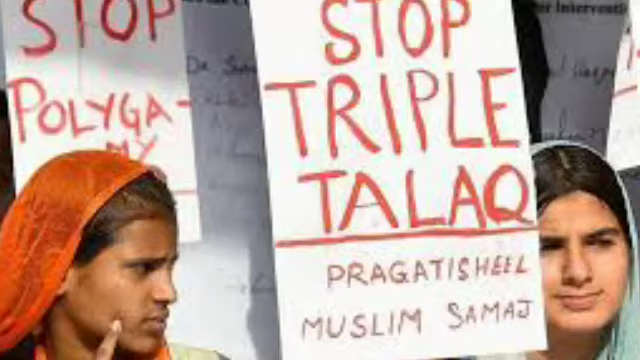 STOP
POLYGA-
MY
STOP
TRIPLE
TALAQ
PRAGATISHEEL
MUSLIM SAMAJ